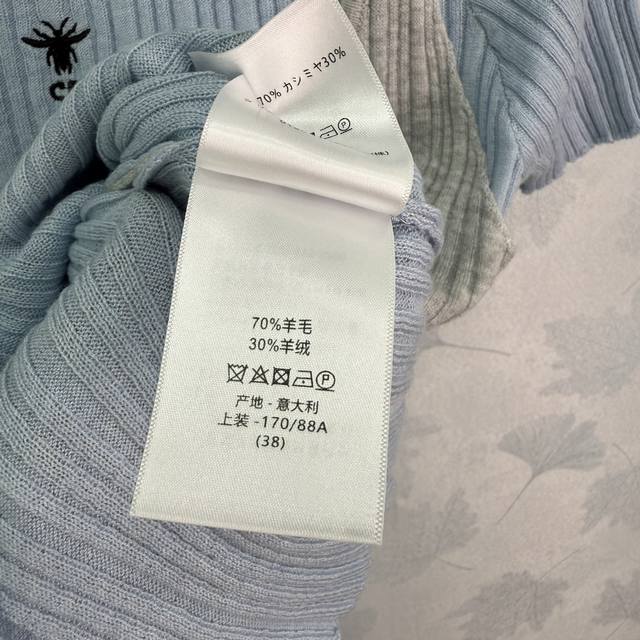 70% カシミヤ30%
70%羊毛
30%羊绒
产地 - 意大利
上装 -170/88A
(38)